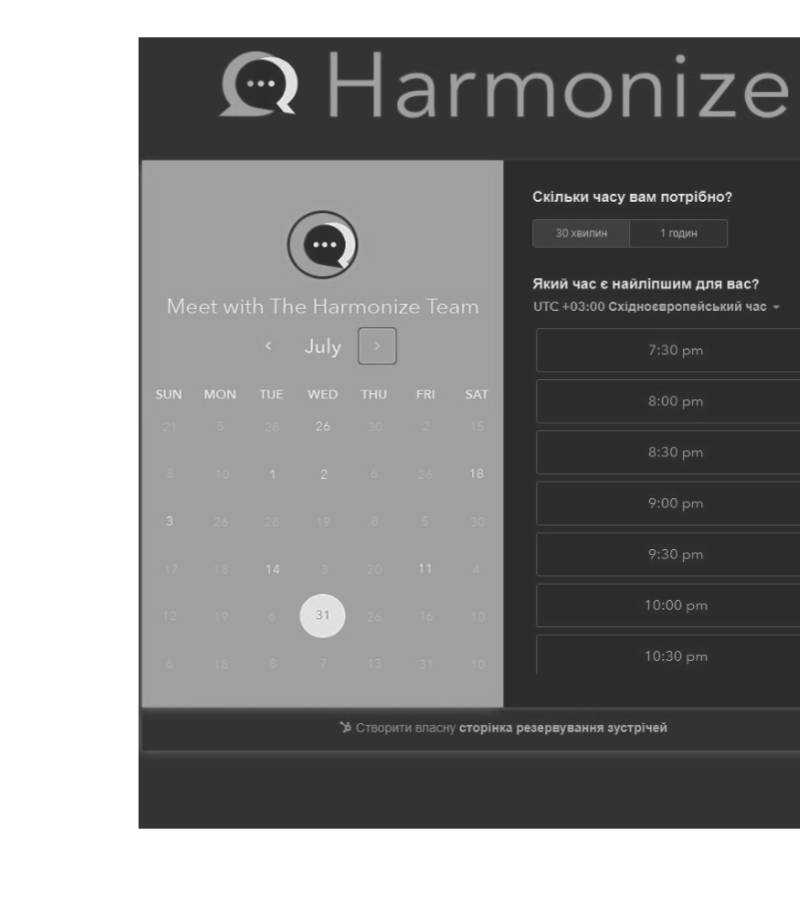 Harmonize
Meet with The Harmonize Team
July
SUN MON TUE WED THU FRI SAT
21 5 28 26 30 2 15
8 10 1 2 6 26 18
3 26 28 19 8 5 30
17 18 14 3 20 11 4
12 19 6 31 26 16 10
6 18 8 7 13 31 10
Скільки часу вам потрібно?
30 хвилин 1 годин
Який час є найліпшим для вас?
UTC +03:00 Східноєвропейський час
7:30 pm
8:00 pm
8:30 pm
9:00 pm
9:30 pm
10:00 pm
10:30 pm
Створити власну сторінка резервування зустрічей